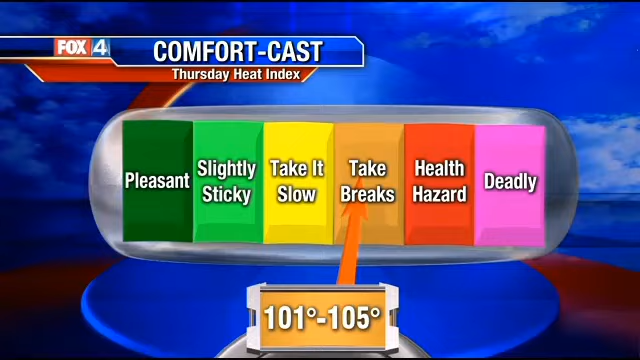 FOX 4
COMFORT-CAST
Thursday Heat Index
Pleasant
Slightly
Sticky
Take It
Slow
Take
Breaks
Health
Hazard
Deadly
101°-105°